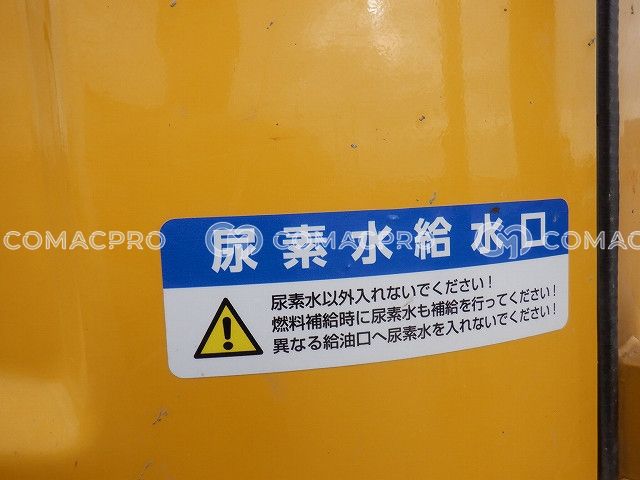 COMACPRO COMACPRO COMAC
尿素水給水口
尿素水以外入れないでください!
燃料補給時に尿素水も補給を行ってください!
異なる給油口へ尿素水を入れないでください!